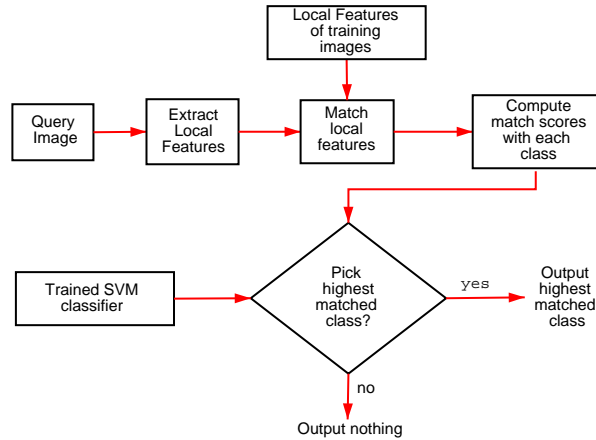 Local Features
of training
images
Query
Image
Extract
Local
Features
Match
local
features
Compute
match scores
with each
class
Trained SVM
classifier
Pick
highest
matched
class?
yes
Output
highest
matched
class
no
Output nothing